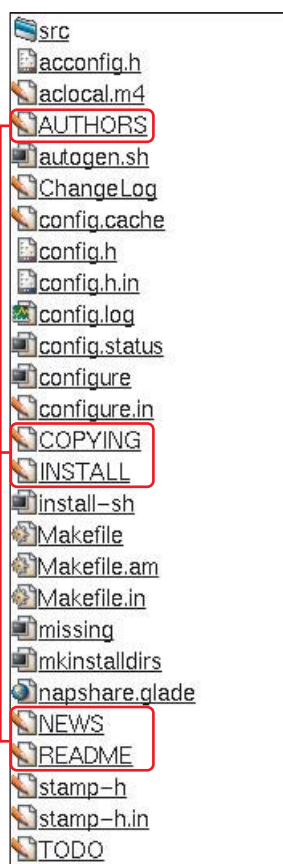 src
acconfig.h
aclocal.m4
AUTHORS
autogen.sh
ChangeLog
config.cache
config.h
config.h.in
config.log
config.status
configure
configure.in
COPYING
INSTALL
install-sh
Makefile
Makefile.am
Makefile.in
missing
mkinstalldirs
napshare.glade
NEWS
README
stamp-h
stamp-h.in
TODO